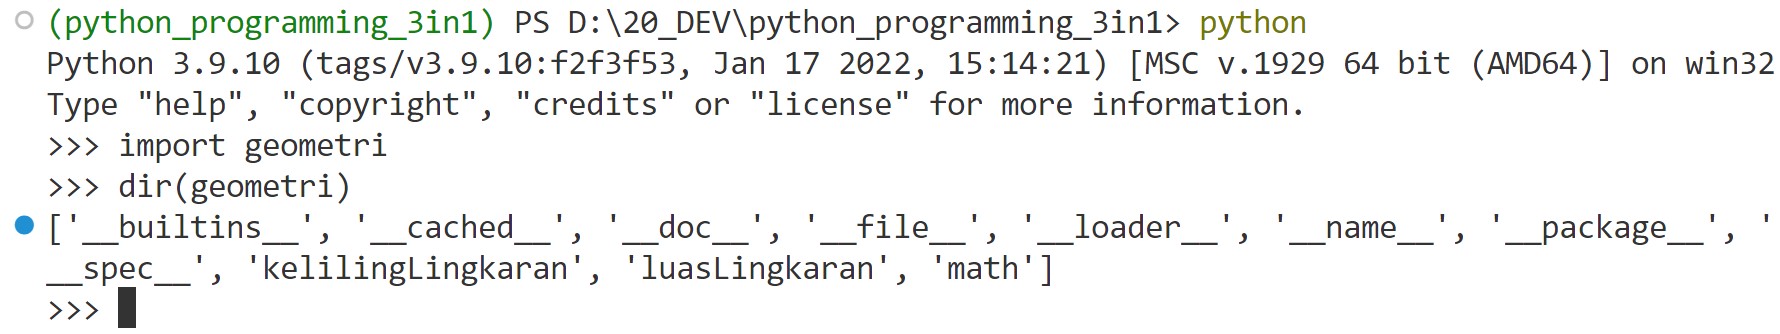 (python_programming_3in1) PS D:\20_DEV\python_programming_3in1> python
Python 3.9.10 (tags/v3.9.10:f2f3f53, Jan 17 2022, 15:14:21) [MSC v.1929 64 bit (AMD64)] on win32
Type "help", "copyright", "credits" or "license" for more information.
>>> import geometri
>>> dir(geometri)
['__builtins__', '__cached__', '__doc__', '__file__', '__loader__', '__name__', '__package__', '
__spec__', 'kelilingLingkaran', 'luasLingkaran', 'math']
>>>